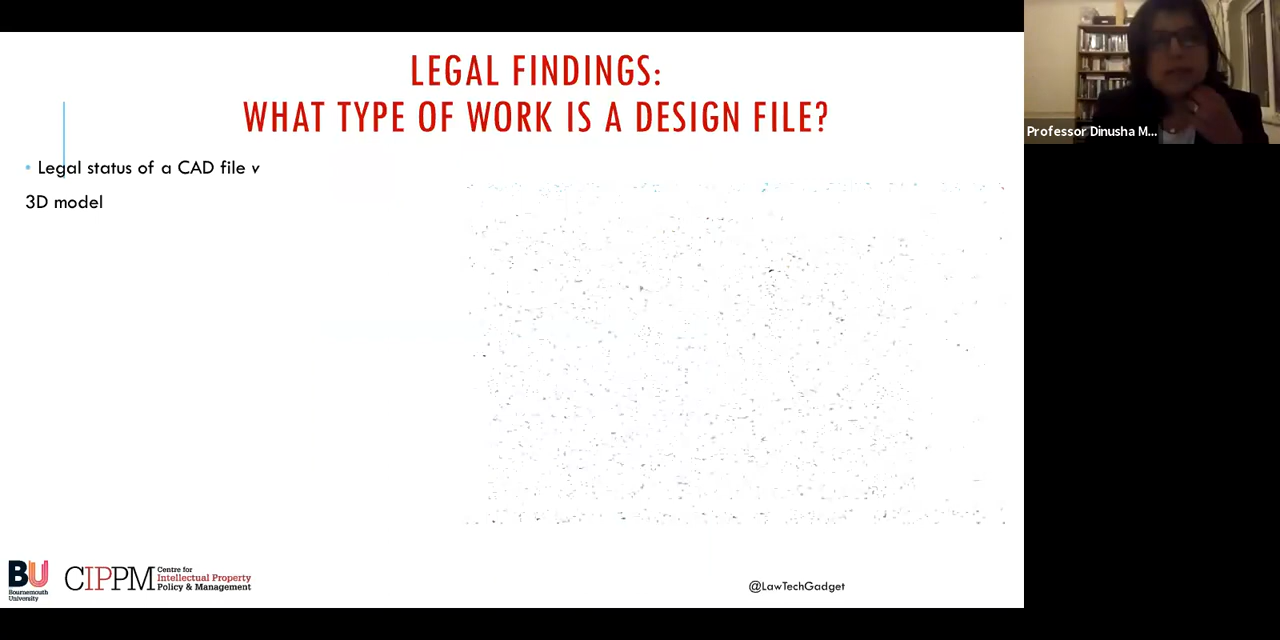 LEGAL FINDINGS:
WHAT TYPE OF WORK IS A DESIGN FILE?
• Legal status of a CAD file v
3D model
Professor Dinusha M...
BU
Bournemouth
University
CIPPM
Centre for
Intellectual Property
Policy & Management
@LawTechGadget